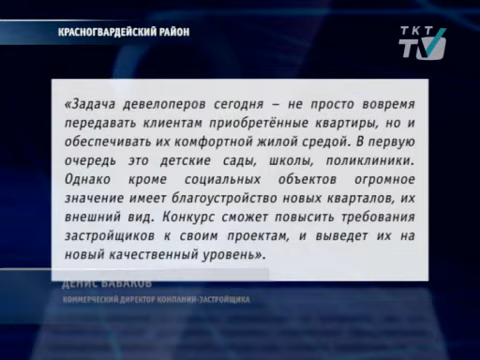 КРАСНОГВАРДЕЙСКИЙ РАЙОН
ТКТ
TV
«Задача девелоперов сегодня – не просто вовремя
передавать клиентам приобретённые квартиры, но и
обеспечивать их комфортной жилой средой. В первую
очередь это детские сады, школы, поликлиники.
Однако кроме социальных объектов огромное
значение имеет благоустройство новых кварталов, их
внешний вид. Конкурс сможет повысить требования
застройщиков к своим проектам, и выведет их на
новый качественный уровень».
ДЕНИС БАБАКОВ
КОММЕРЧЕСКИЙ ДИРЕКТОР КОМПАНИИ-ЗАСТРОЙЩИКА